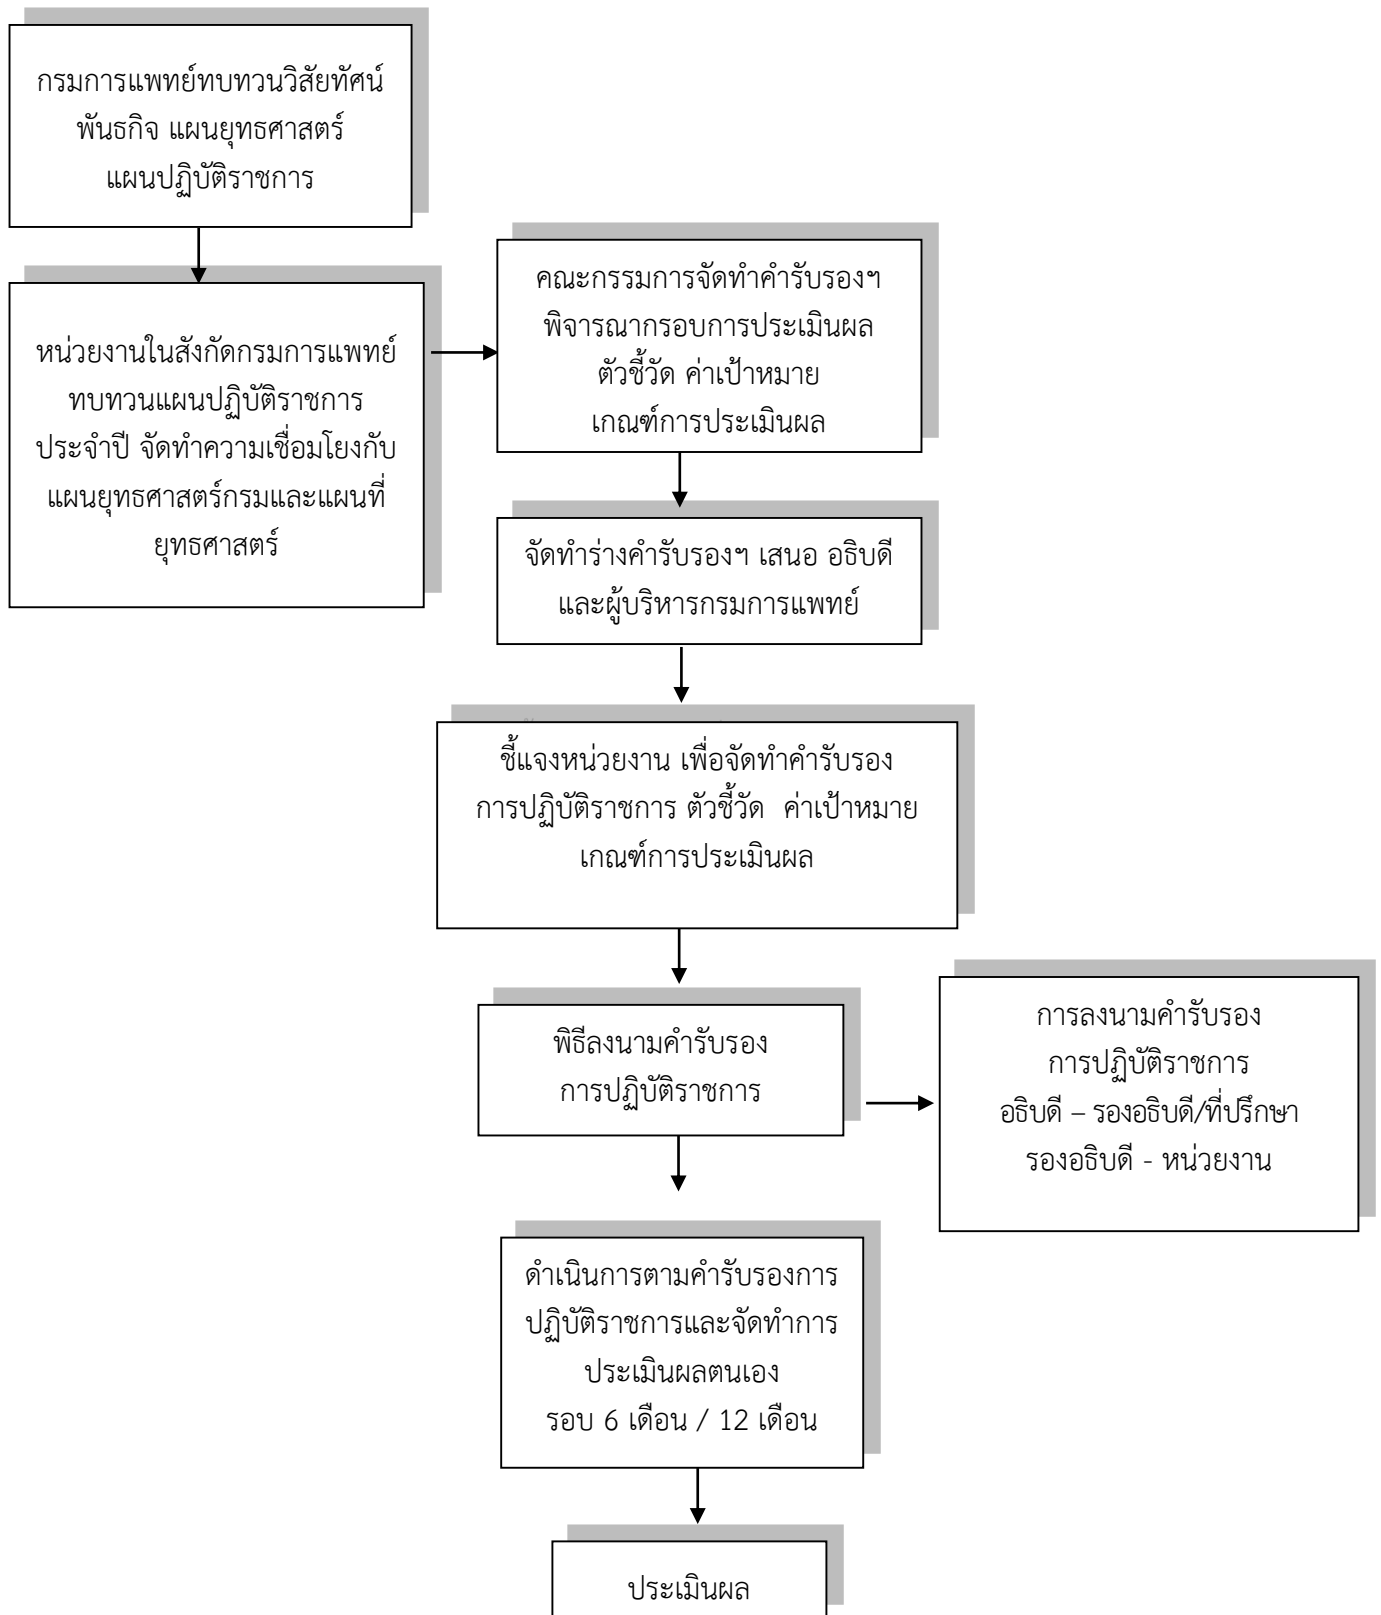 กรมการแพทย์ทบทวนวิสัยทัศน์
พันธกิจ แผนยุทธศาสตร์
แผนปฏิบัติราชการ
หน่วยงานในสังกัดกรมการแพทย์
ทบทวนแผนปฏิบัติราชการ
ประจำปี จัดทำความเชื่อมโยงกับ
แผนยุทธศาสตร์กรมและแผนที่
ยุทธศาสตร์
คณะกรรมการจัดทำคำรับรองฯ
พิจารณากรอบการประเมินผล
ตัวชี้วัด ค่าเป้าหมาย
เกณฑ์การประเมินผล
จัดทำร่างคำรับรองฯ เสนอ อธิบดี
และผู้บริหารกรมการแพทย์
ชี้แจงหน่วยงาน เพื่อจัดทำคำรับรอง
การปฏิบัติราชการ ตัวชี้วัด  ค่าเป้าหมาย
เกณฑ์การประเมินผล
พิธีลงนามคำรับรอง
การปฏิบัติราชการ
การลงนามคำรับรอง
การปฏิบัติราชการ
อธิบดี – รองอธิบดี/ที่ปรึกษา
รองอธิบดี - หน่วยงาน
ดำเนินการตามคำรับรองการ
ปฏิบัติราชการและจัดทำการ
ประเมินผลตนเอง
รอบ 6 เดือน / 12 เดือน
ประเมินผล